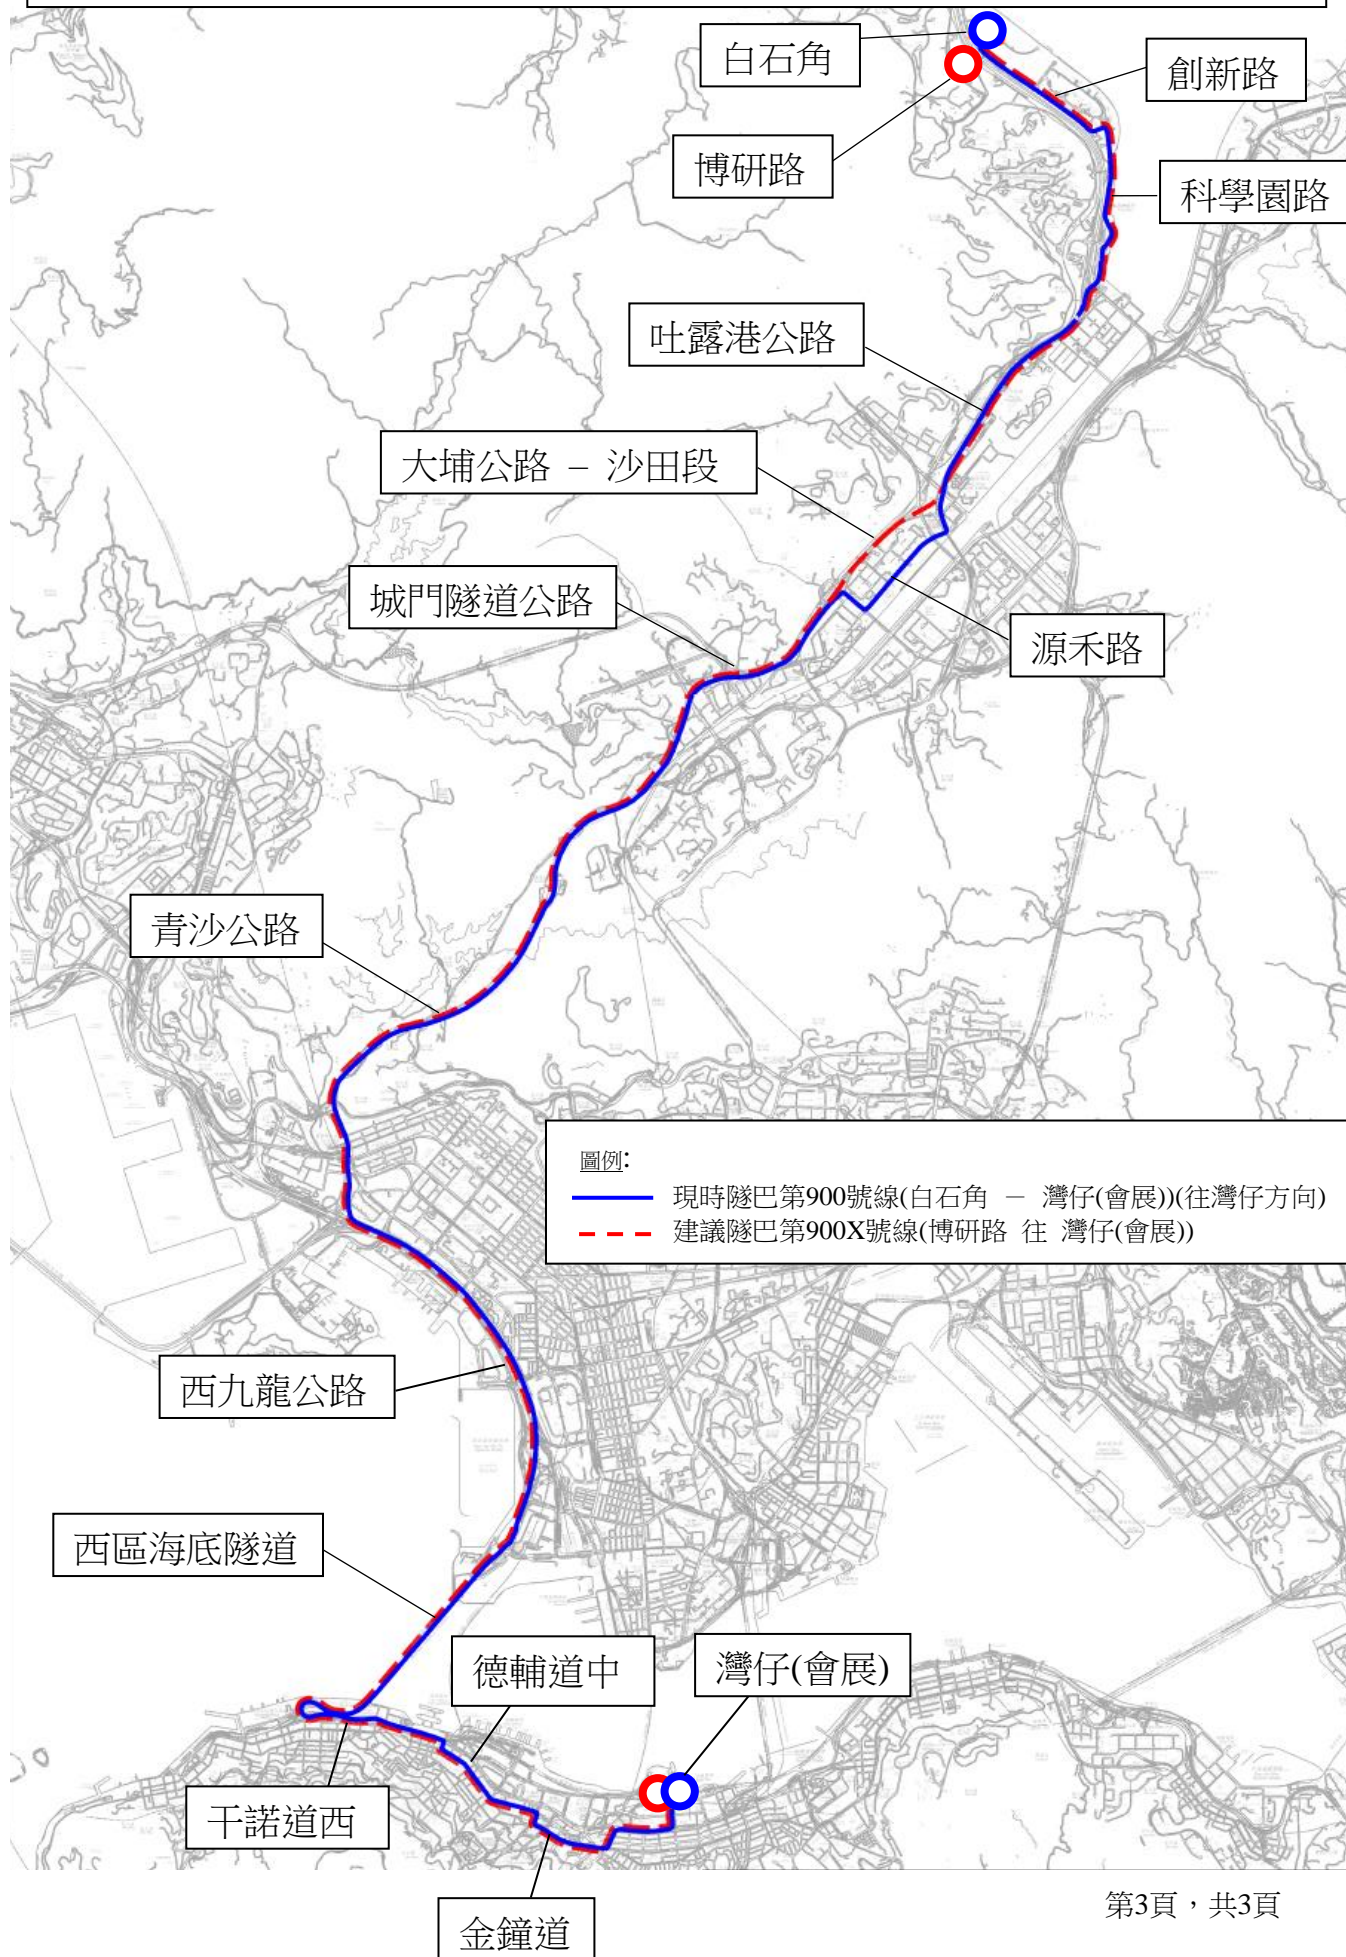 白石角
創新路
博研路
科學園路
吐露港公路
大埔公路 – 沙田段
城門隧道公路
源禾路
青沙公路
圖例:
現時隧巴第900號線(白石角 – 灣仔(會展))(往灣仔方向)
建議隧巴第900X號線(博研路 往 灣仔(會展))
西九龍公路
西區海底隧道
德輔道中
灣仔(會展)
干諾道西
金鐘道
第3頁，共3頁